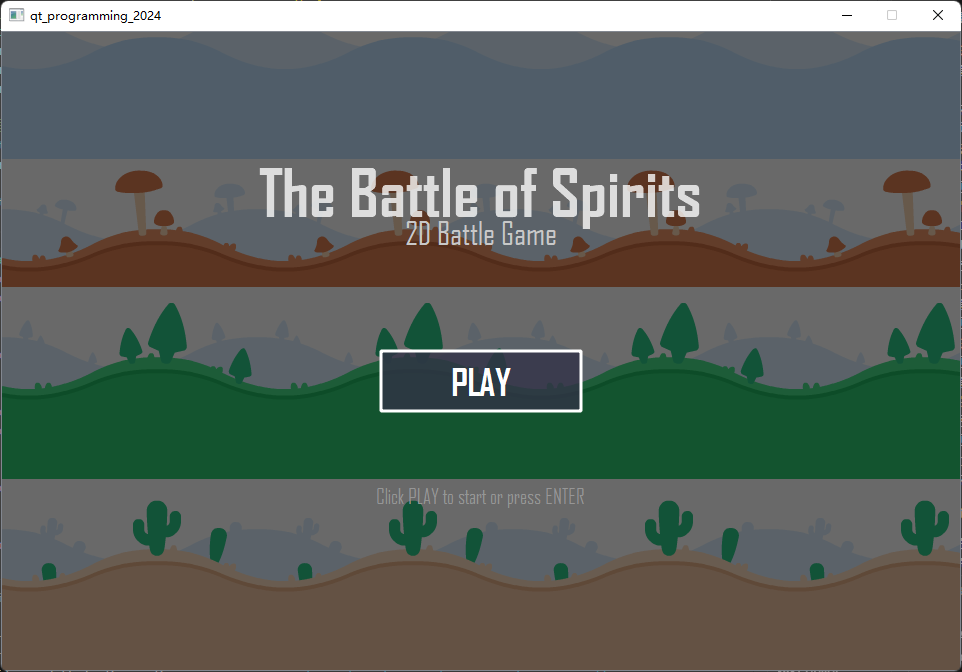 qt_programming_2024
The Battle of Spirits
2D Battle Game
PLAY
Click PLAY to start or press ENTER